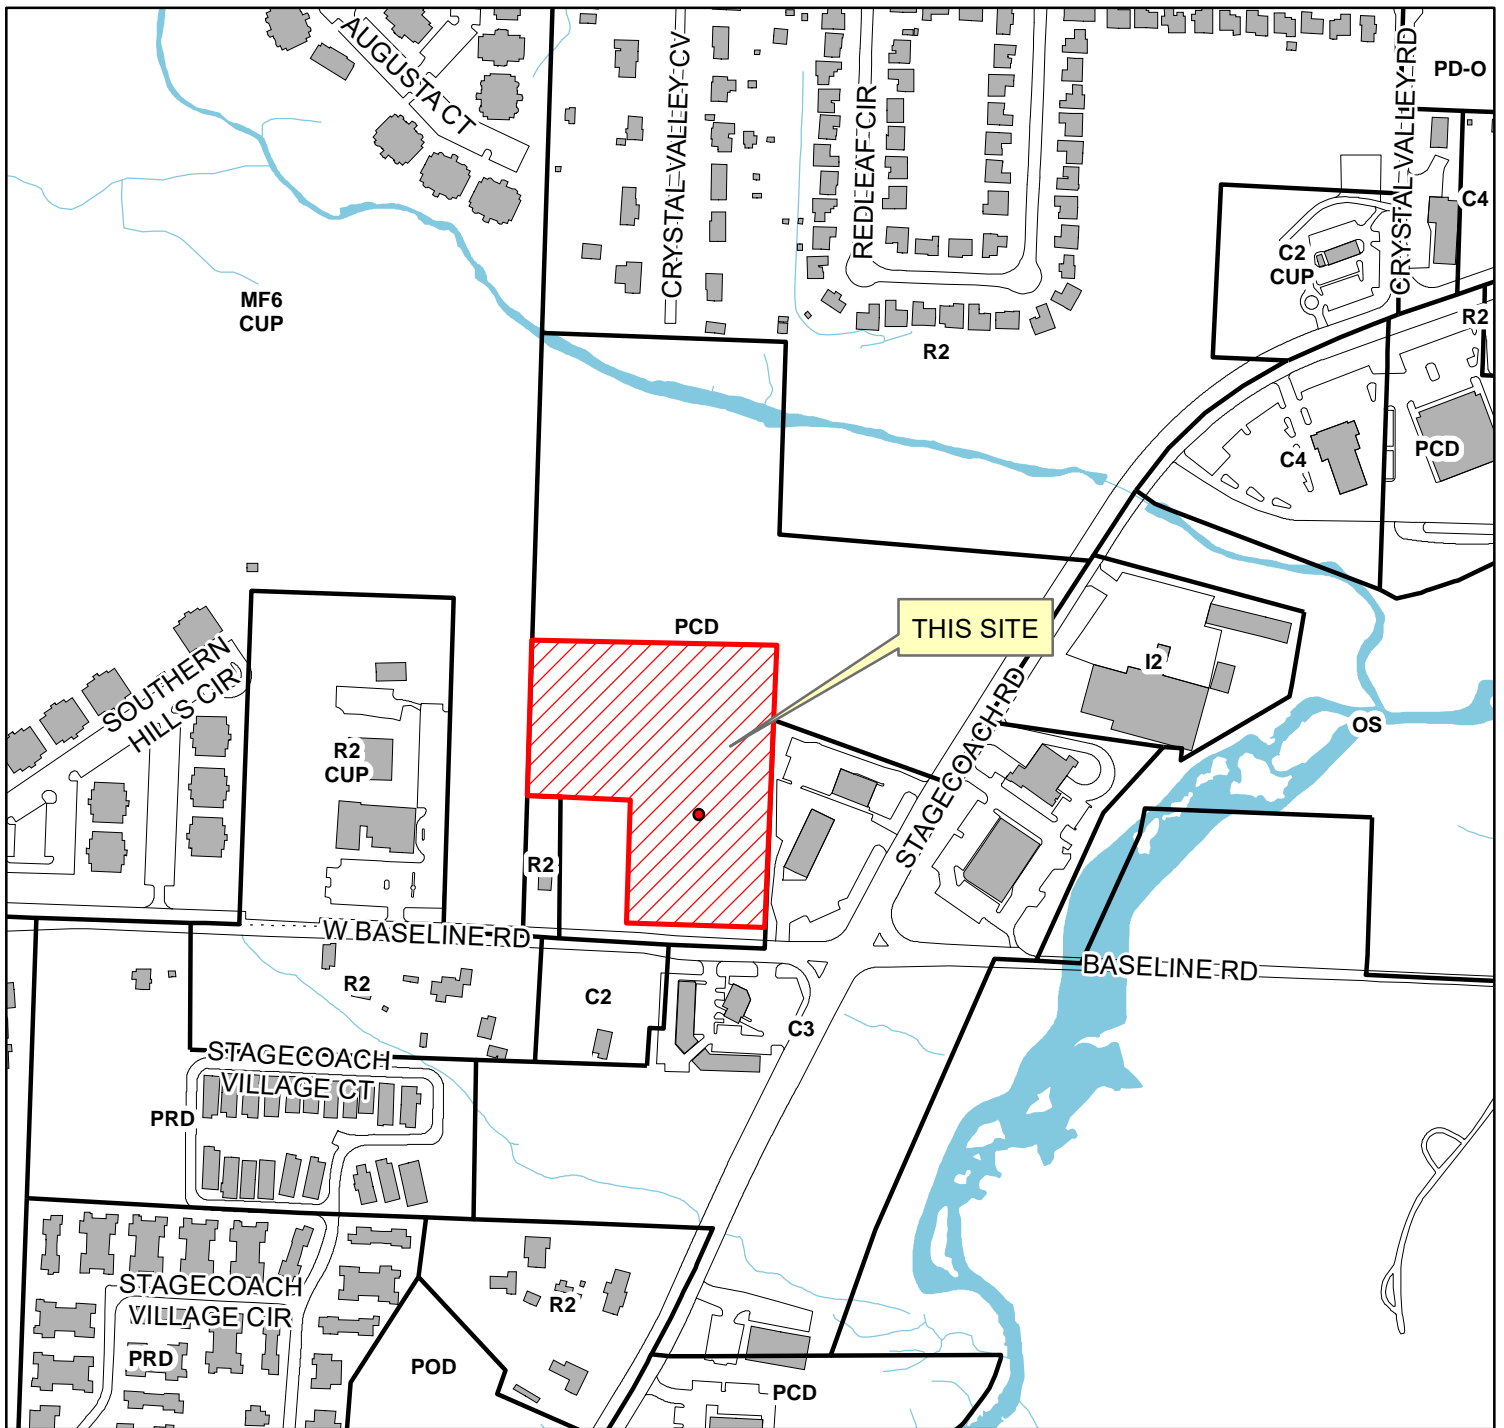 AUGUSTA CT
CRYSTAL VALLEY CV
REDLEAF CIR
CRYSTAL VALLEY RD
PD-O
C4
C2
CUP
MF6
CUP
R2
R2
C4
PCD
PCD
THIS SITE
I2
SOUTHERN
HILLS CIR
STAGECOACH RD
OS
R2
CUP
R2
W BASELINE RD
BASELINE RD
R2
C2
C3
STAGECOACH
VILLAGE CT
PRD
STAGECOACH
VILLAGE CIR
R2
PRD
POD
PCD